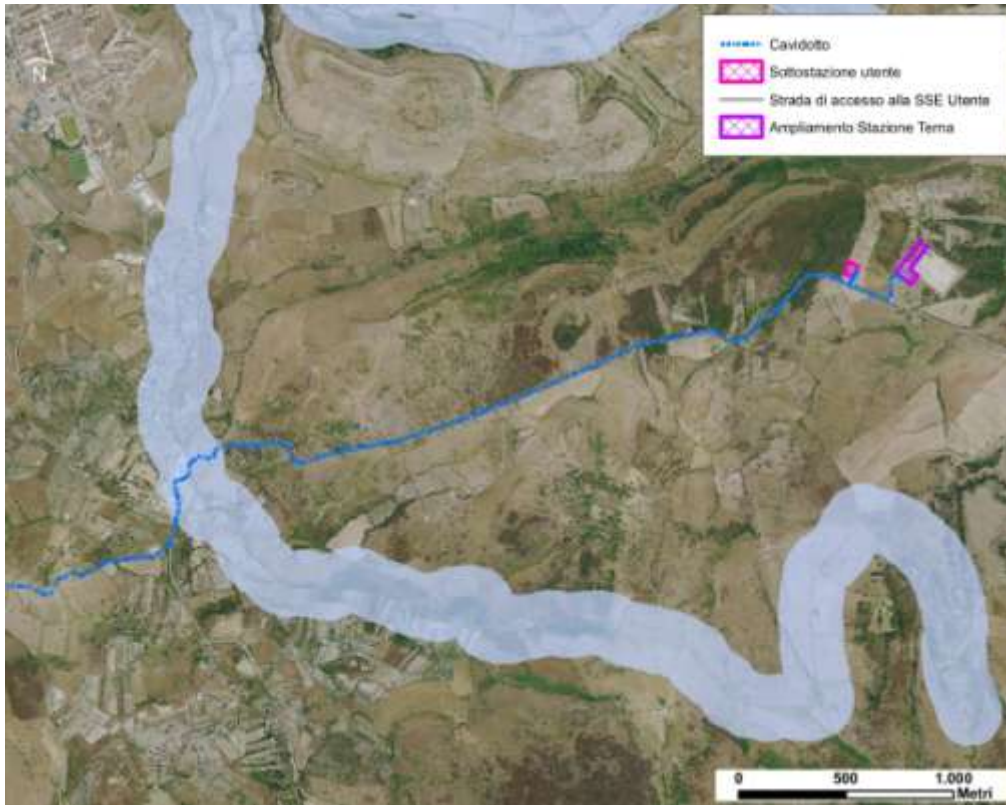 N
Cavidotto
Sottostazione utente
Strada di accesso alla SSE Utente
Ampliamento Stazione Terna
0 500 1.000
Metri